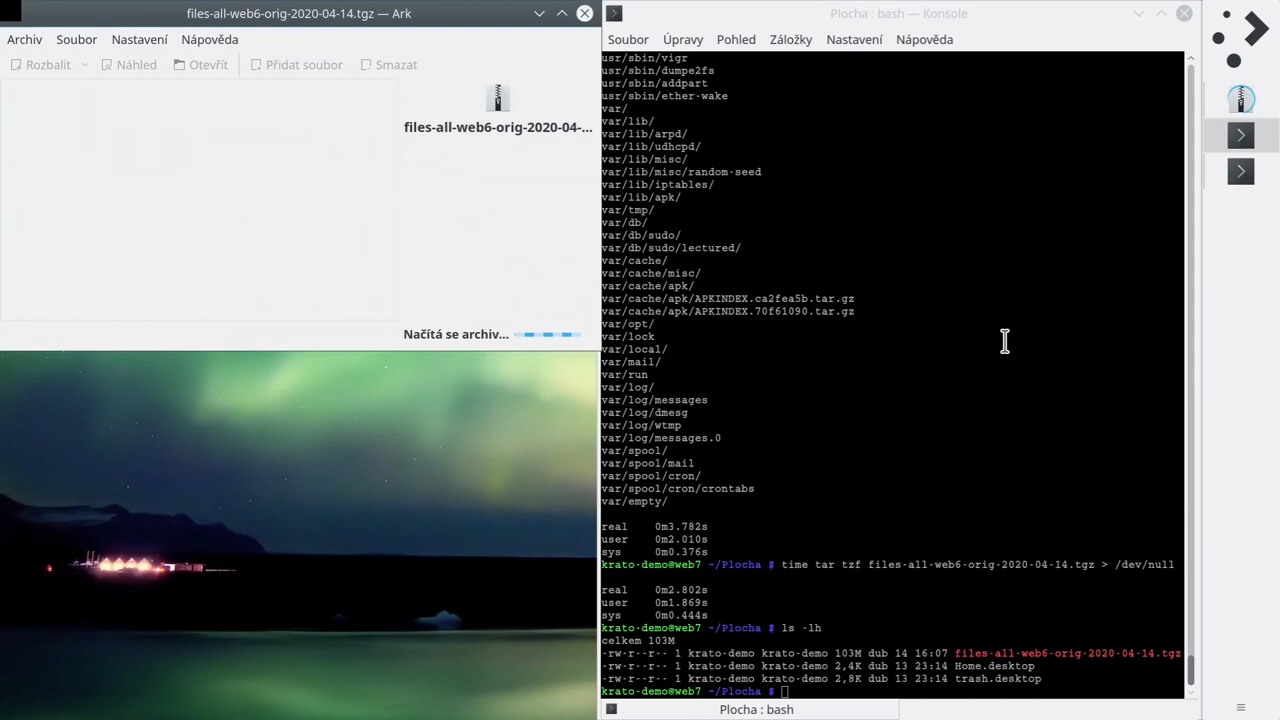 files-all-web6-orig-2020-04-14.tgz — Ark
Archiv Soubor Nastavení Nápověda
Rozbalit Náhled Otevřít Přidat soubor Smazat
files-all-web6-orig-2020-04-...
Načítá se archiv...
Plocha : bash — Konsole
Soubor Úpravy Pohled Záložky Nastavení Nápověda
usr/sbin/vigr
usr/sbin/dumpe2fs
usr/sbin/addpart
usr/sbin/ether-wake
var/
var/lib/
var/lib/arpd/
var/lib/udhcpd/
var/lib/misc/
var/lib/misc/random-seed
var/lib/iptables/
var/lib/apk/
var/tmp/
var/db/
var/db/sudo/
var/db/sudo/lectured/
var/cache/
var/cache/misc/
var/cache/apk/
var/cache/apk/APKINDEX.ca2fea5b.tar.gz
var/cache/apk/APKINDEX.70f61090.tar.gz
var/opt/
var/lock
var/local/
var/mail/
var/run
var/log/
var/log/messages
var/log/dmesg
var/log/wtmp
var/log/messages.0
var/spool/
var/spool/mail
var/spool/cron/
var/spool/cron/crontabs
var/empty/
real 0m3.782s
user 0m2.010s
sys 0m0.376s
krato-demo@web7 ~/Plocha $ time tar tzf files-all-web6-orig-2020-04-14.tgz > /dev/null
real 0m2.802s
user 0m1.869s
sys 0m0.444s
krato-demo@web7 ~/Plocha $ ls -lh
celkem 103M
-rw-r--r-- 1 krato-demo krato-demo 103M dub 14 16:07 files-all-web6-orig-2020-04-14.tgz
-rw-r--r-- 1 krato-demo krato-demo 2,4K dub 13 23:14 Home.desktop
-rw-r--r-- 1 krato-demo krato-demo 2,8K dub 13 23:14 trash.desktop
krato-demo@web7 ~/Plocha $
Plocha : bash